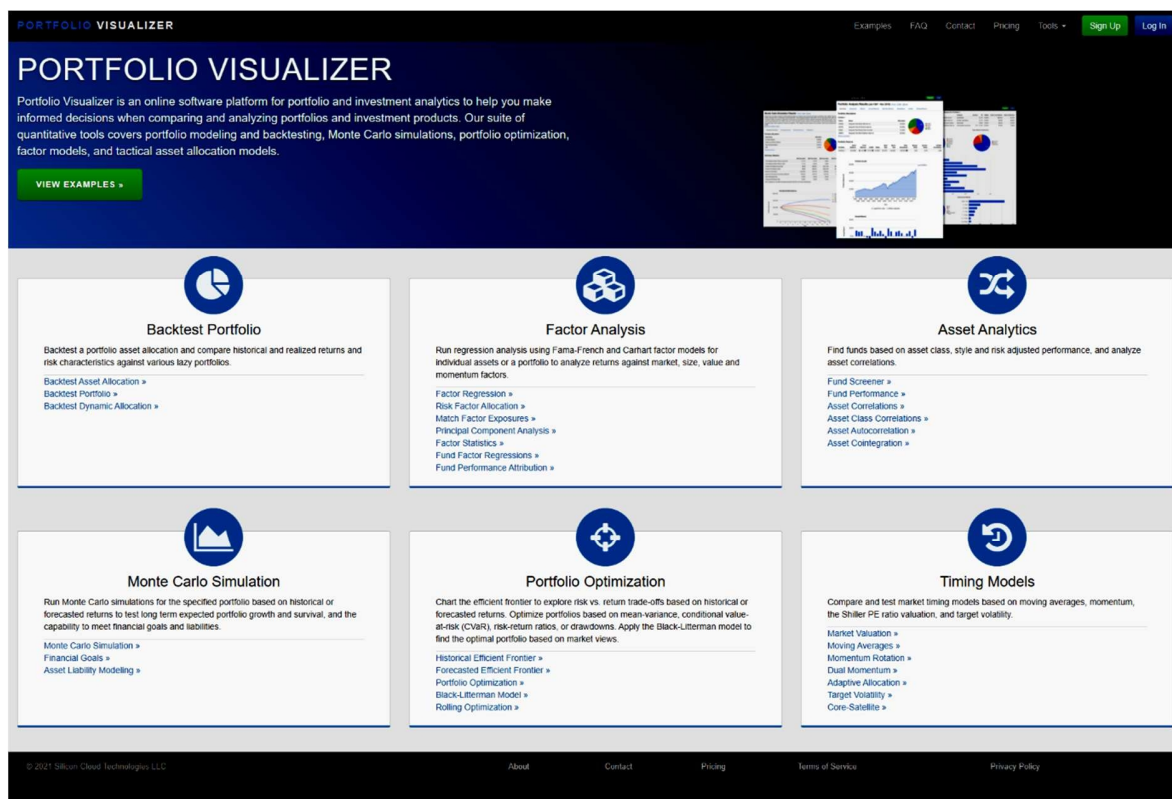 PORTFOLIO VISUALIZER
Examples FAQ Contact Pricing Tools Sign Up Log In
PORTFOLIO VISUALIZER
Portfolio Visualizer is an online software platform for portfolio and investment analytics to help you make
informed decisions when comparing and analyzing portfolios and investment products. Our suite of
quantitative tools covers portfolio modeling and backtesting, Monte Carlo simulations, portfolio optimization,
factor models, and tactical asset allocation models.
VIEW EXAMPLES »
Backtest Portfolio
Backtest a portfolio asset allocation and compare historical and realized returns and
risk characteristics against various lazy portfolios.
Backtest Asset Allocation »
Backtest Portfolio »
Backtest Dynamic Allocation »
Factor Analysis
Run regression analysis using Fama-French and Carhart factor models for
individual assets or a portfolio to analyze returns against market, size, value and
momentum factors.
Factor Regression »
Risk Factor Allocation »
Match Factor Exposures »
Principal Component Analysis »
Factor Statistics »
Fund Factor Regressions »
Fund Performance Attribution »
Asset Analytics
Find funds based on asset class, style and risk adjusted performance, and analyze
asset correlations.
Fund Screener »
Fund Performance »
Asset Correlations »
Asset Class Correlations »
Asset Autocorrelation »
Asset Cointegration »
Monte Carlo Simulation
Run Monte Carlo simulations for the specified portfolio based on historical or
forecasted returns to test long term expected portfolio growth and survival, and the
capability to meet financial goals and liabilities.
Monte Carlo Simulation »
Financial Goals »
Asset Liability Modeling »
Portfolio Optimization
Chart the efficient frontier to explore risk vs. return trade-offs based on historical or
forecasted returns. Optimize portfolios based on mean-variance, conditional value-
at-risk (CVaR), risk-return ratios, or drawdowns. Apply the Black-Litterman model to
find the optimal portfolio based on market views.
Historical Efficient Frontier »
Forecasted Efficient Frontier »
Portfolio Optimization »
Black-Litterman Model »
Rolling Optimization »
Timing Models
Compare and test market timing models based on moving averages, momentum,
the Shiller PE ratio valuation, and target volatility.
Market Valuation »
Moving Averages »
Momentum Rotation »
Dual Momentum »
Adaptive Allocation »
Target Volatility »
Core-Satellite »
© 2021 Silicon Cloud Technologies LLC About Contact Pricing Terms of Service Privacy Policy